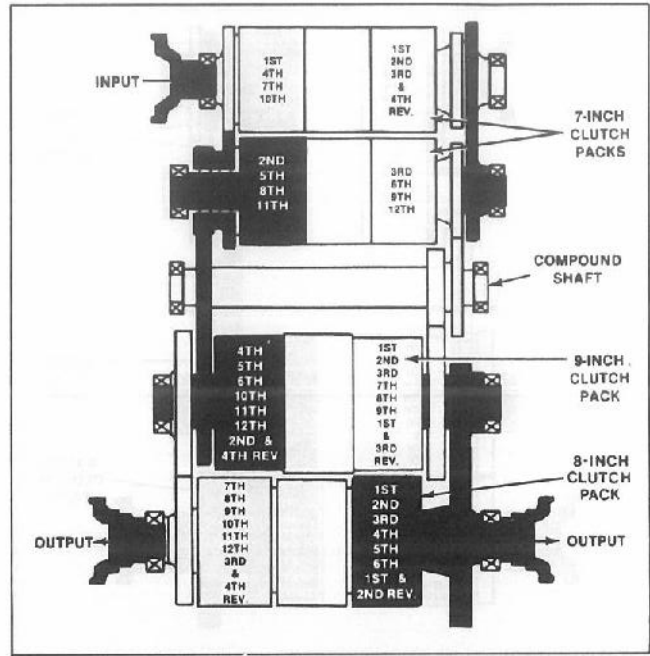 INPUT
1ST
4TH
7TH
10TH
1ST
2ND
3RD
&
4TH
REV.
7-INCH
CLUTCH
PACKS
2ND
5TH
8TH
11TH
3RD
6TH
9TH
12TH
COMPOUND
SHAFT
4TH
5TH
6TH
10TH
11TH
12TH
2ND &
4TH REV
1ST
2ND
3RD
7TH
8TH
9TH
1ST
&
3RD
REV.
9-INCH
CLUTCH
PACK
8-INCH
CLUTCH
PACK
OUTPUT
7TH
8TH
9TH
10TH
11TH
12TH
3RD
&
4TH
REV.
1ST
2ND
3RD
4TH
5TH
6TH
1ST &
2ND REV.
OUTPUT